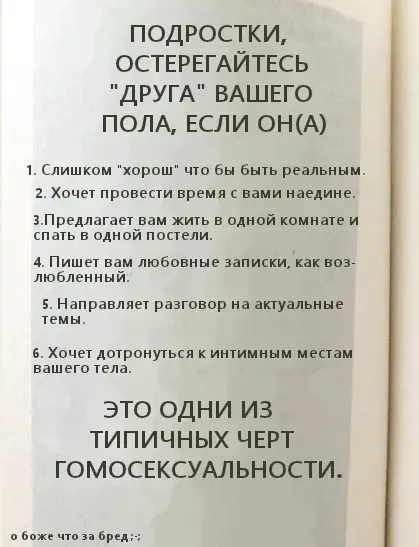 ПОДРОСТКИ,
ОСТЕРЕГАЙТЕСЬ
"ДРУГА" ВАШЕГО
ПОЛА, ЕСЛИ ОН(А)
1. Слишком "хорош" что бы быть реальным.
2. Хочет провести время с вами наедине.
3.Предлагает вам жить в одной комнате и
спать в одной постели.
4. Пишет вам любовные записки, как воз-
любленный.
5. Направляет разговор на актуальные
темы.
6. Хочет дотронуться к интимным местам
вашего тела.
ЭТО ОДНИ ИЗ
ТИПИЧНЫХ ЧЕРТ
ГОМОСЕКСУАЛЬНОСТИ.
о боже что за бред;-;